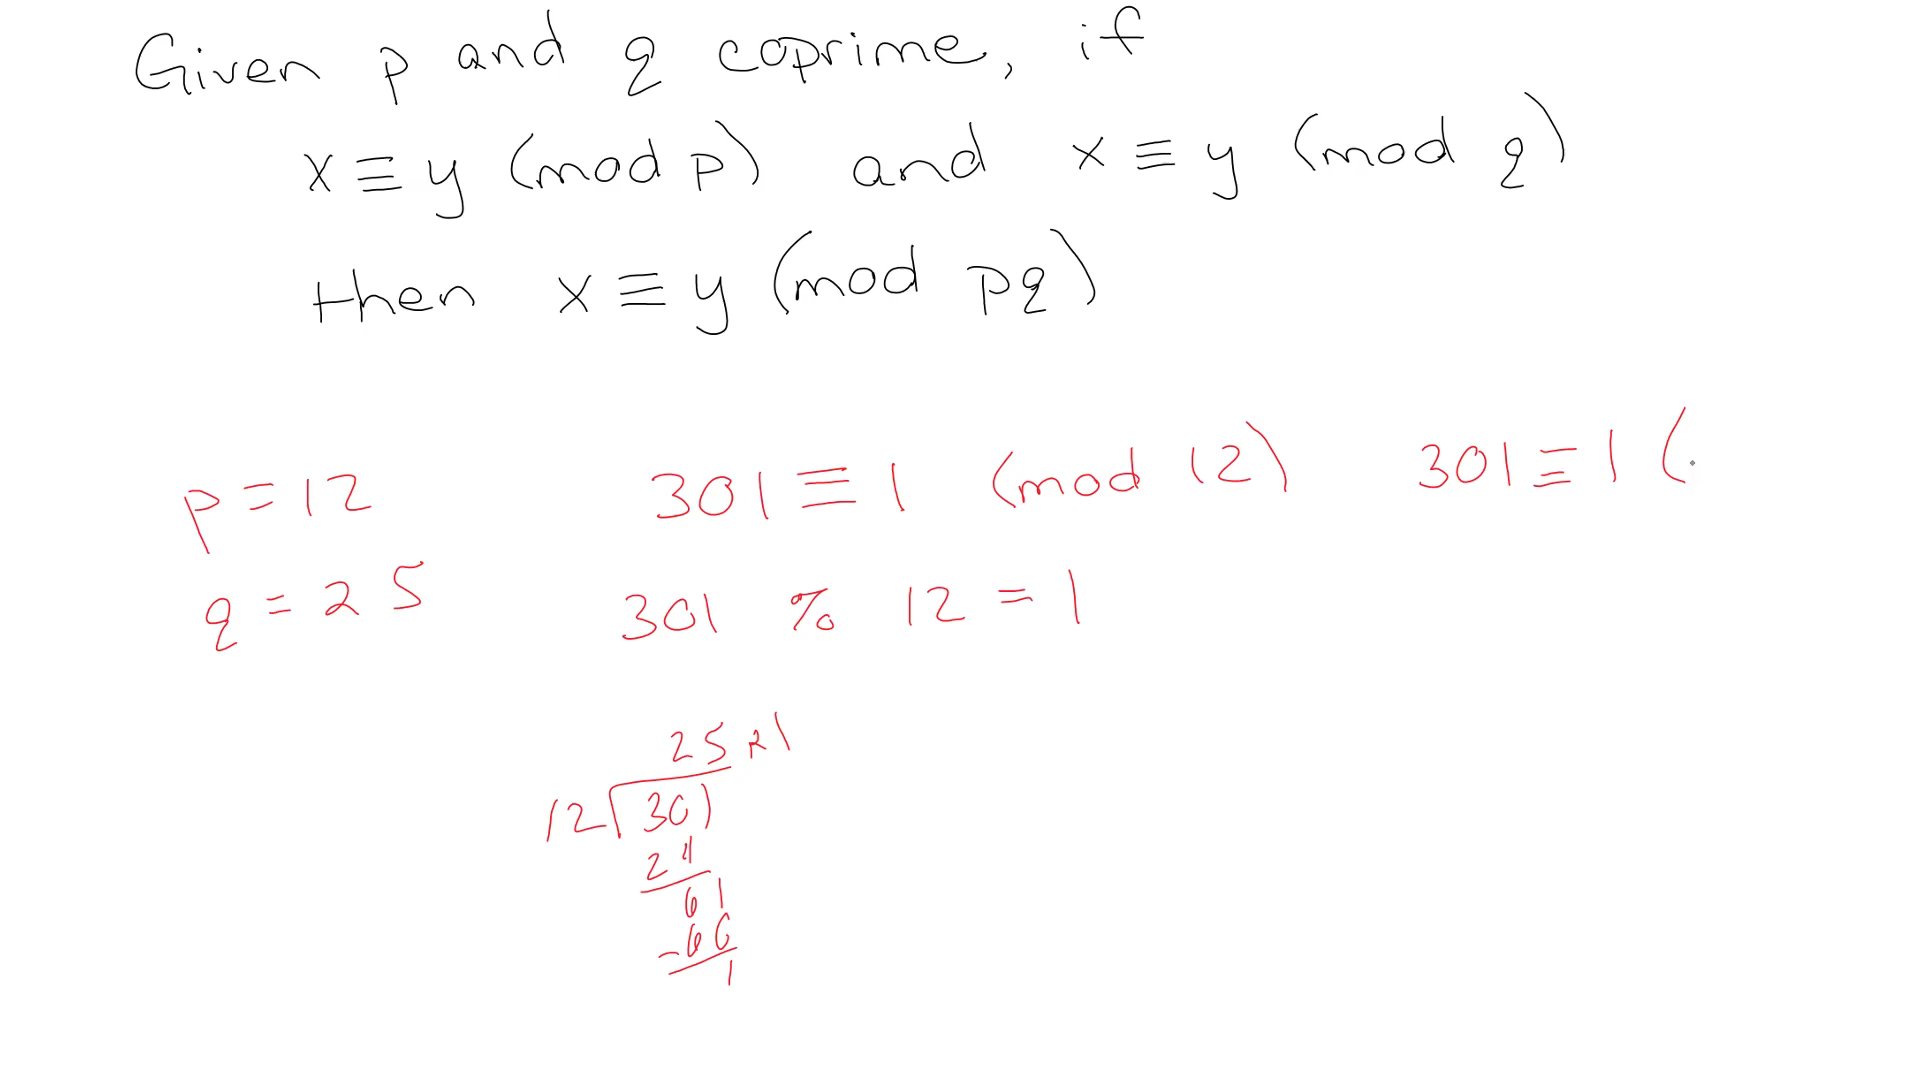 Given p and q coprime, if
x ≡ y (mod p) and x ≡ y (mod q)
then x ≡ y (mod pq)
p = 12 301 ≡ 1 (mod 12) 301 ≡ 1 (
q = 25 301 % 12 = 1
25 R1
12 301
24
61
-60
1